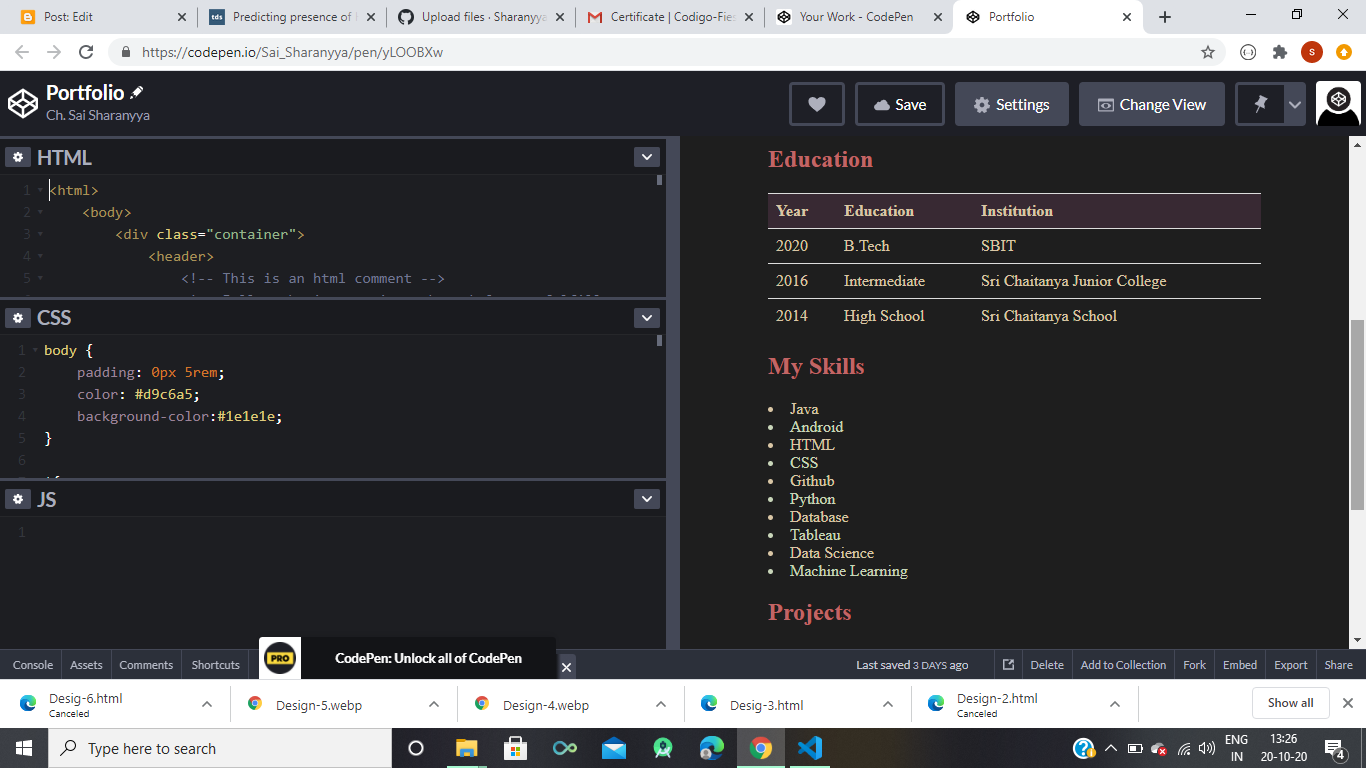 Post: Edit
tds
Predicting presence of
Upload files · Sharanyya
Certificate | Codigo-Fies
Your Work - CodePen
Portfolio
https://codepen.io/Sai_Sharanyya/pen/yLOOBXw
S
Portfolio
Ch. Sai Sharanyya
Save
Settings
Change View
HTML
1 <html>
2 <body>
3 <div class="container">
4 <header>
5 <!-- This is an html comment -->
CSS
1 body {
2 padding: 0px 5rem;
3 color: #d9c6a5;
4 background-color:#1e1e1e;
5 }
6
JS
1
Education
Year Education Institution
2020 B.Tech SBIT
2016 Intermediate Sri Chaitanya Junior College
2014 High School Sri Chaitanya School
My Skills
• Java
• Android
• HTML
• CSS
• Github
• Python
• Database
• Tableau
• Data Science
• Machine Learning
Projects
PRO
CodePen: Unlock all of CodePen
Console Assets Comments Shortcuts
Last saved 3 DAYS ago
Delete Add to Collection Fork Embed Export Share
Desig-6.html
Canceled
Design-5.webp
Design-4.webp
Desig-3.html
Design-2.html
Canceled
Show all
Type here to search
ENG
IN
13:26
20-10-20
4